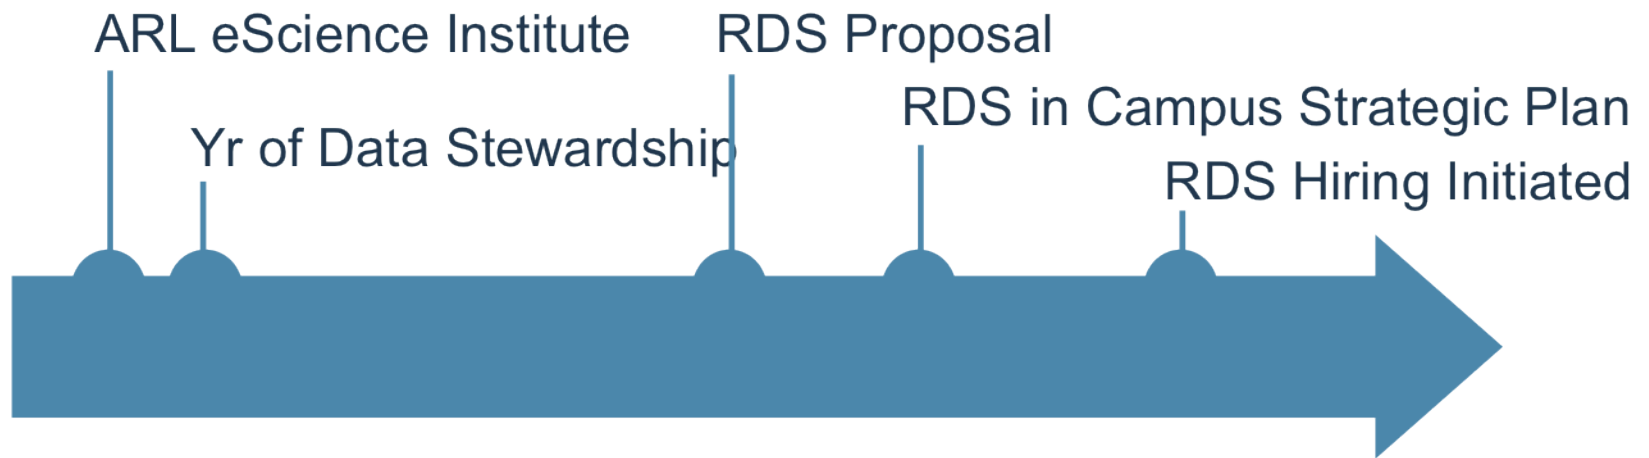 ARL eScience Institute
RDS Proposal
RDS in Campus Strategic Plan
Yr of Data Stewardship
RDS Hiring Initiated